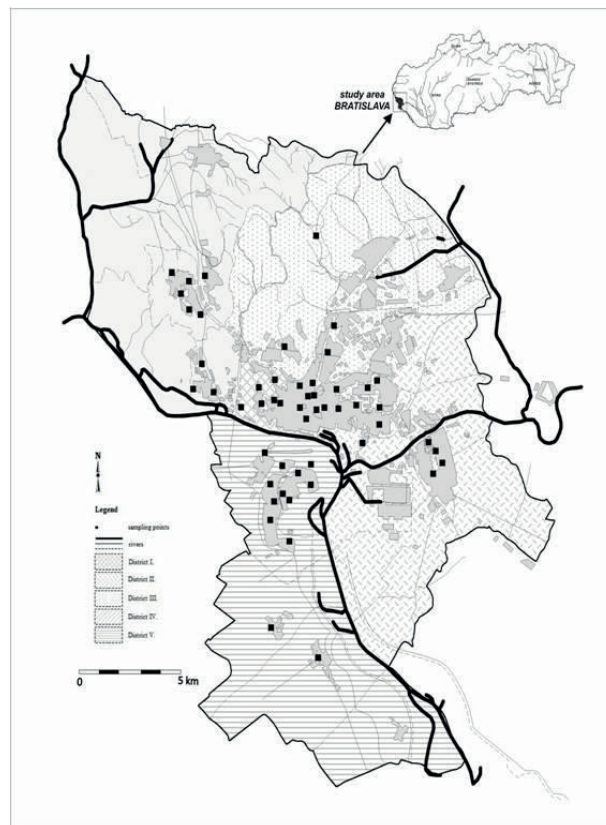 study area
BRATISLAVA
N
Legend
sampling points
rivers
District I.
District II.
District III.
District IV.
District V.
0 5 km